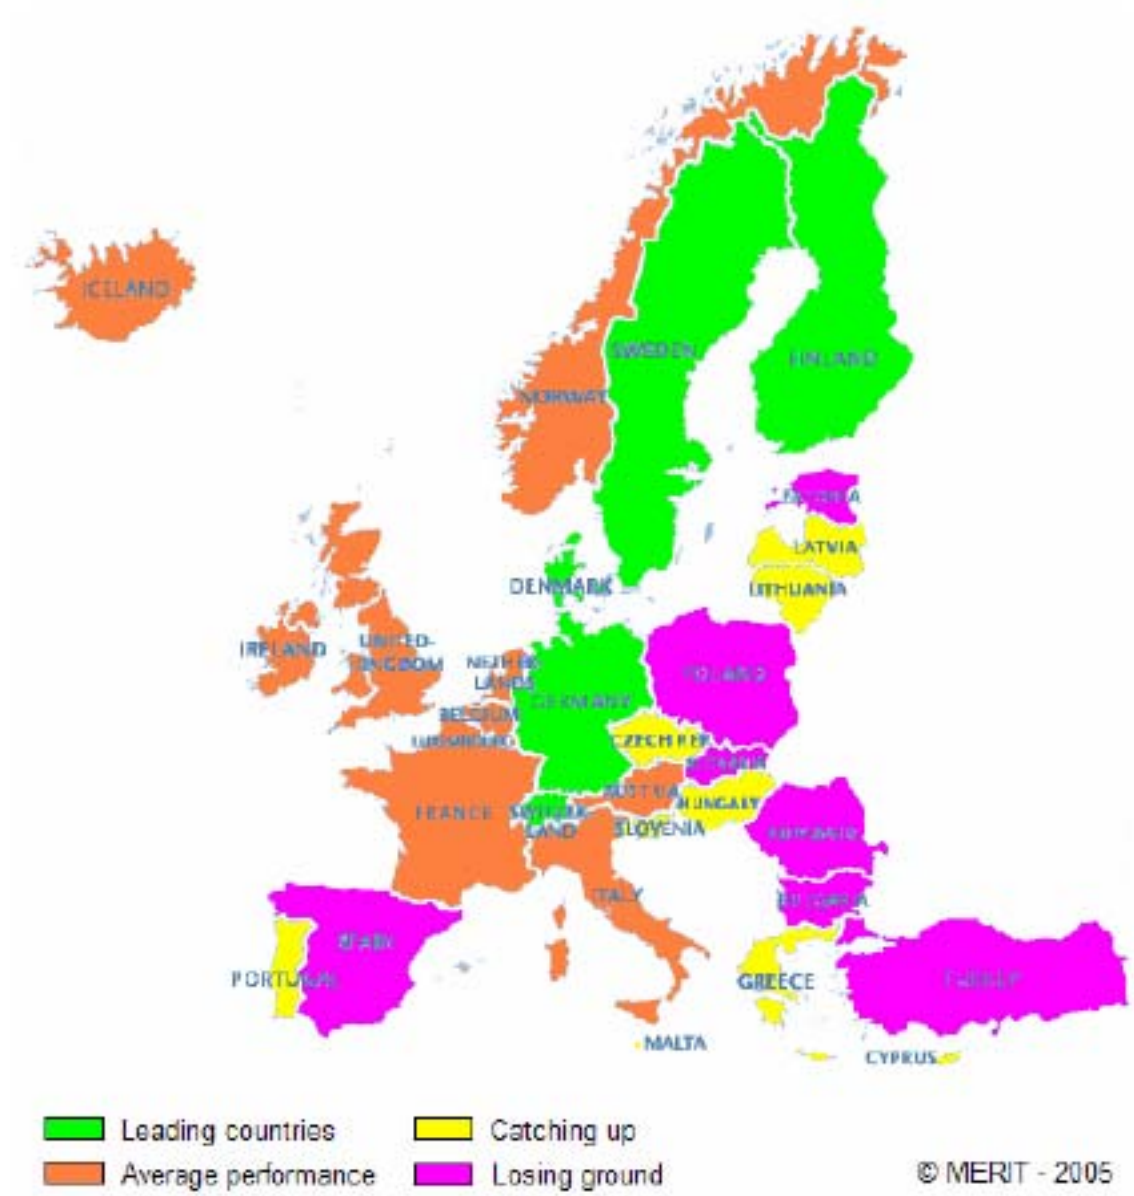 ICELAND
SWEDEN
FINLAND
NORWAY
ESTONIA
LATVIA
DENMARK
LITHUANIA
IRELAND
UNITED-
KINGDOM
NETHER-
LANDS
POLAND
GERMANY
BELGIUM
LUXEMBOURG
CZECH REP.
SLOVAKIA
AUSTRIA
HUNGARY
FRANCE
SWITZER-
LAND
SLOVENIA
ITALY
BULGARIA
SPAIN
PORTUGAL
GREECE
TURKEY
MALTA
CYPRUS
Leading countries
Catching up
Average performance
Losing ground
© MERIT - 2005